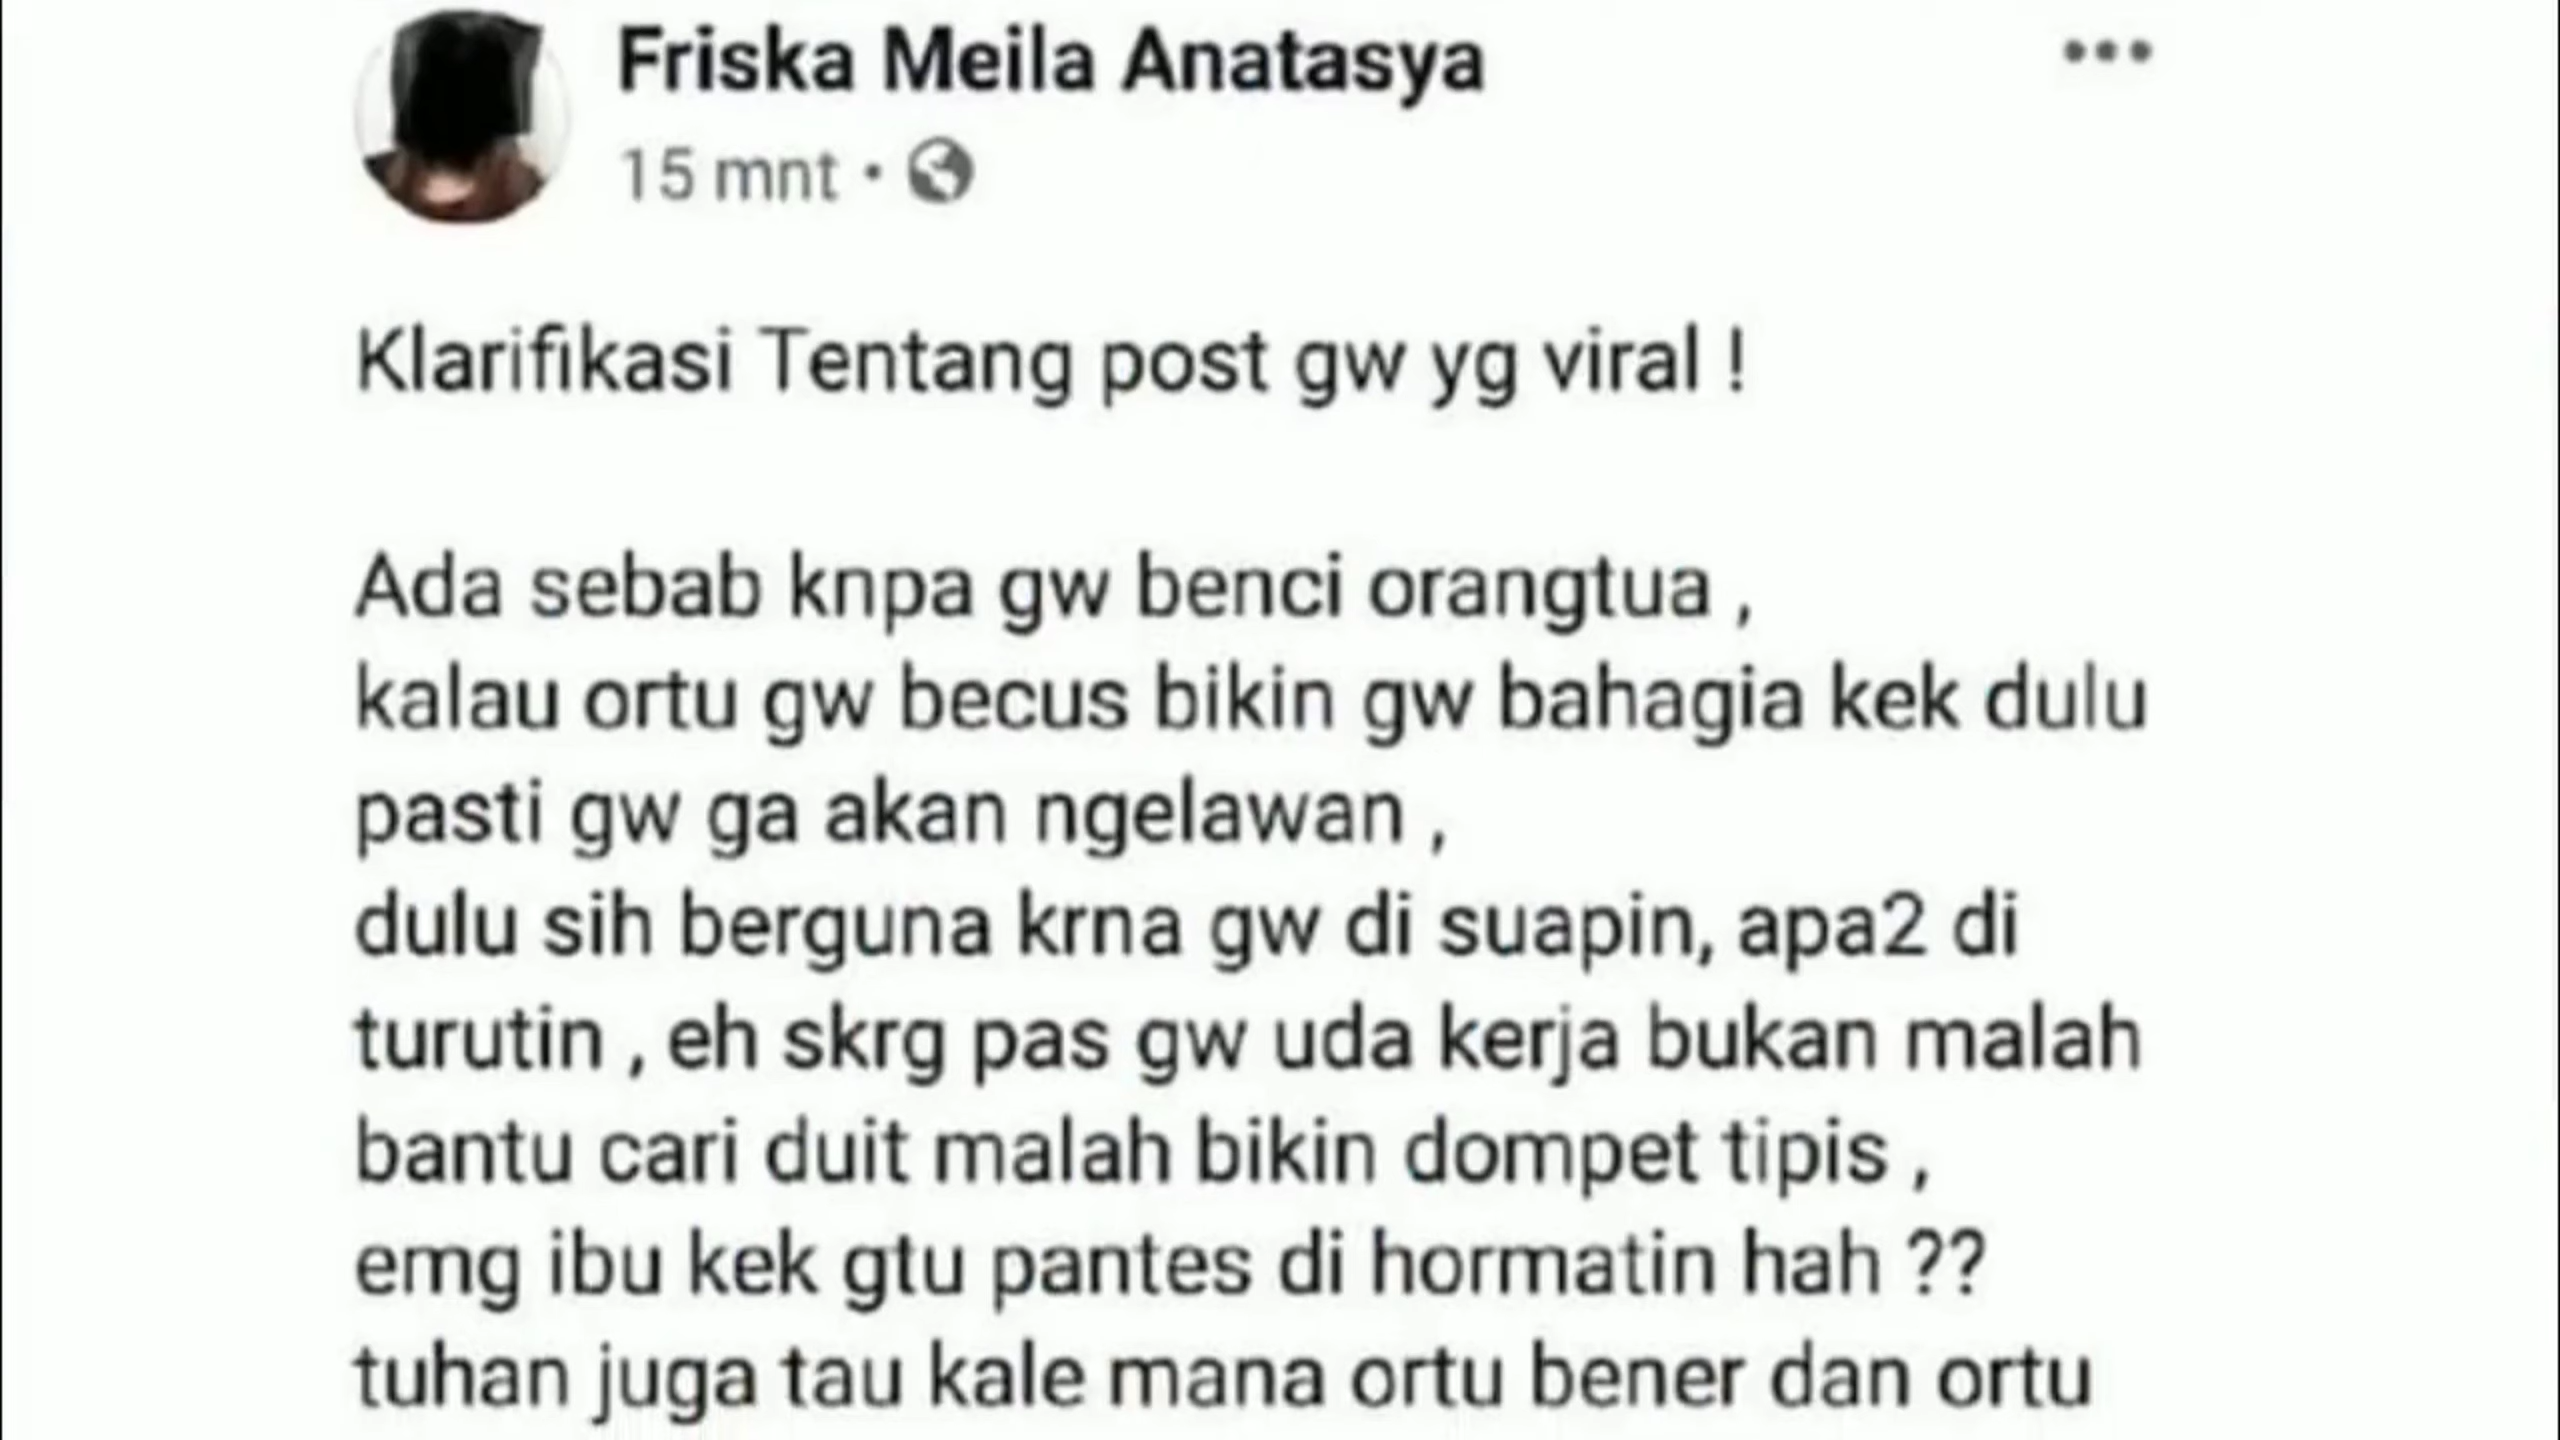 Friska Meila Anatasya
15 mnt •
Klarifikasi Tentang post gw yg viral !
Ada sebab knpa gw benci orangtua ,
kalau ortu gw becus bikin gw bahagia kek dulu
pasti gw ga akan ngelawan ,
dulu sih berguna krna gw di suapin, apa2 di
turutin , eh skrg pas gw uda kerja bukan malah
bantu cari duit malah bikin dompet tipis ,
emg ibu kek gtu pantes di hormatin hah ??
tuhan juga tau kale mana ortu bener dan ortu